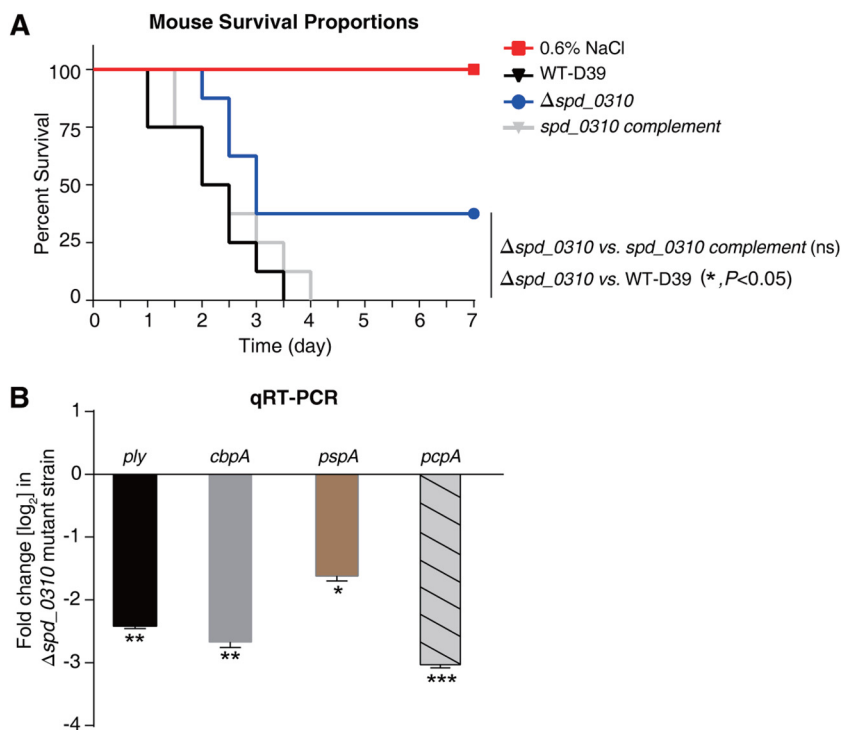 A
Mouse Survival Proportions
Percent Survival
100
75
50
25
0
0 1 2 3 4 5 6 7
Time (day)
0.6% NaCl
WT-D39
Δspd_0310
spd_0310 complement
Δspd_0310 vs. spd_0310 complement (ns)
Δspd_0310 vs. WT-D39 (*,P<0.05)
B
qRT-PCR
Fold change [log₂] in
Δspd_0310 mutant strain
1
0
-1
-2
-3
-4
ply cbpA pspA pcpA
** ** * ***